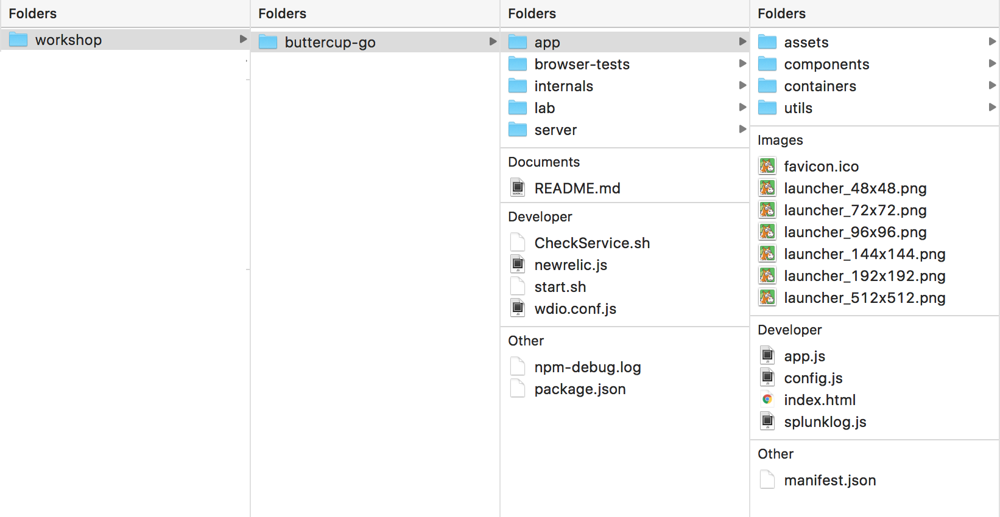 Folders
workshop
Folders
buttercup-go
Folders
app
browser-tests
internals
lab
server
Documents
README.md
Developer
CheckService.sh
newrelic.js
start.sh
wdio.conf.js
Other
npm-debug.log
package.json
Folders
assets
components
containers
utils
Images
favicon.ico
launcher_48x48.png
launcher_72x72.png
launcher_96x96.png
launcher_144x144.png
launcher_192x192.png
launcher_512x512.png
Developer
app.js
config.js
index.html
splunklog.js
Other
manifest.json